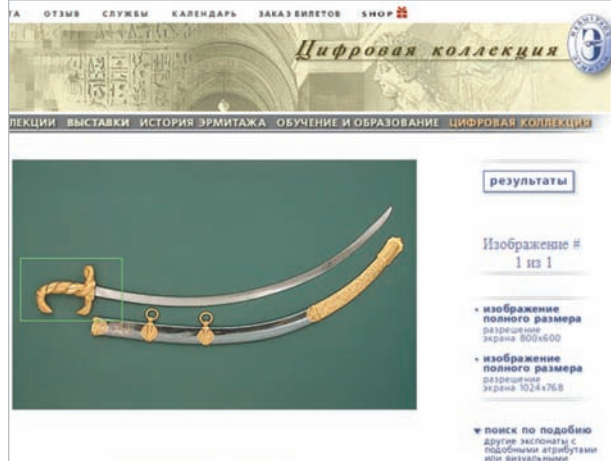 ОТЗЫВ СЛУЖБЫ КАЛЕНДАРЬ ЗАКАЗ БИЛЕТОВ SHOP
Цифровая коллекция
ЛЕКЦИИ ВЫСТАВКИ ИСТОРИЯ ЭРМИТАЖА ОБУЧЕНИЕ И ОБРАЗОВАНИЕ ЦИФРОВАЯ КОЛЛЕКЦИЯ
результаты
Изображение #
1 из 1
изображение
полного размера
разрешение
экрана 800x600
изображение
полного размера
разрешение
экрана 1024x768
поиск по подобию
другие экспонаты с
подобными атрибутами
или визуальными